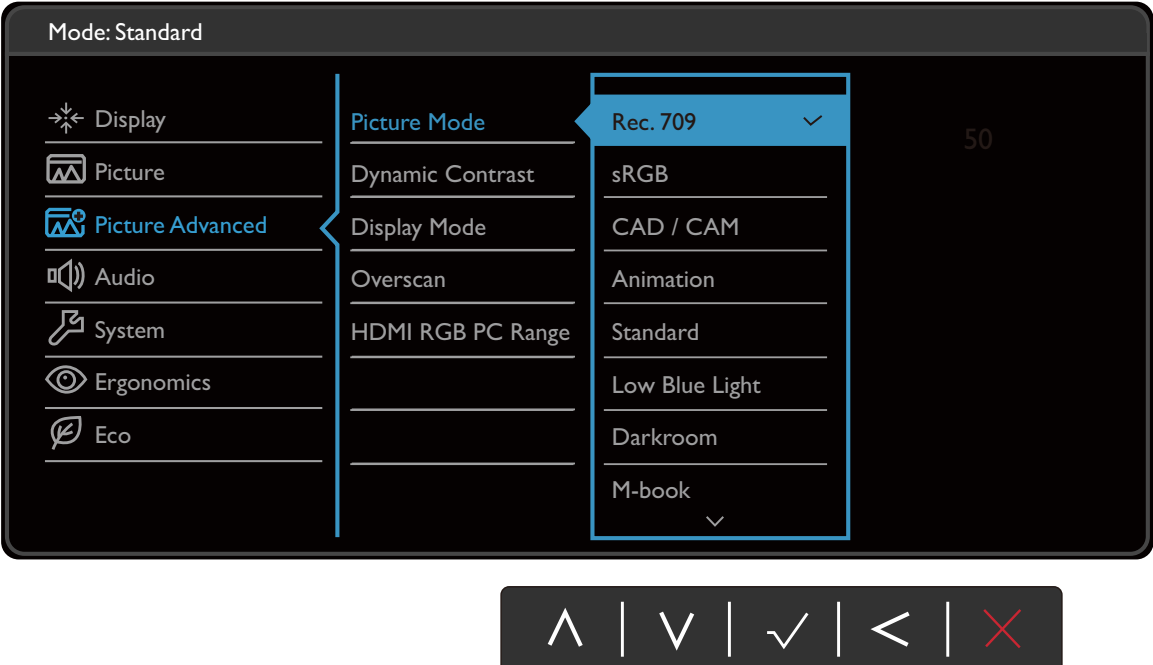 Mode: Standard
Display
Picture
Picture Advanced
Audio
System
Ergonomics
Eco
Picture Mode
Dynamic Contrast
Display Mode
Overscan
HDMI RGB PC Range
Rec. 709
sRGB
CAD / CAM
Animation
Standard
Low Blue Light
Darkroom
M-book
50